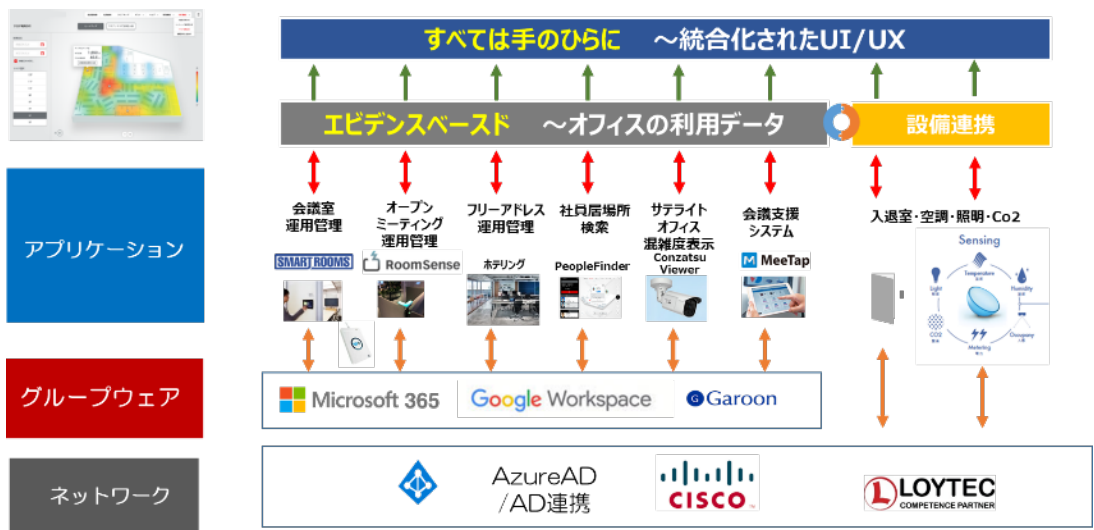 すべては手のひらに ～統合化されたUI/UX
エビデンスベースド ～オフィスの利用データ
設備連携
アプリケーション
会議室
運用管理
オープン
ミーティング
運用管理
フリーアドレス
運用管理
社員居場所
検索
サテライト
オフィス
混雑度表示
会議支援
システム
入退室・空調・照明・Co2
SMART ROOMS
RoomSense
ホテリング
PeopleFinder
Conzatsu
Viewer
MeeTap
Sensing
Temperature
Light
Humidity
CO2
Occupancy
Metering
グループウェア
Microsoft 365
Google Workspace
G Garoon
ネットワーク
AzureAD
/AD連携
CISCO
LOYTEC
COMPETENCE PARTNER